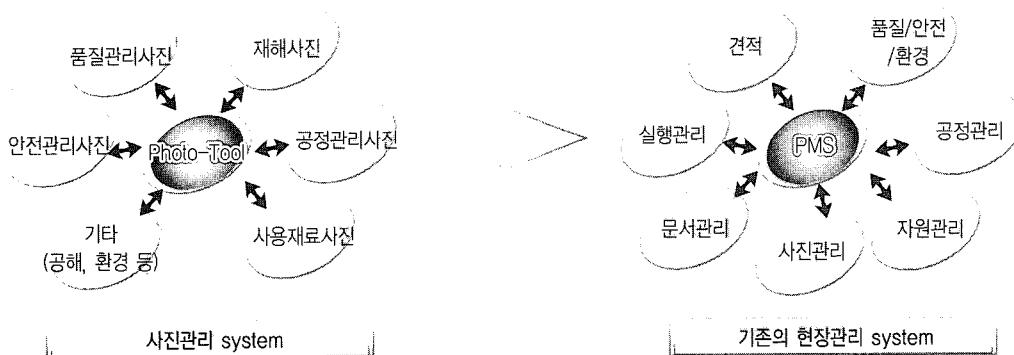 품질관리사진
재해사진
안전관리사진
Photo-Tool
공정관리사진
기타
(공해, 환경 등)
사용재료사진
사진관리 system
견적
품질/안전
/환경
실행관리
PMS
공정관리
문서관리
사진관리
자원관리
기존의 현장관리 system